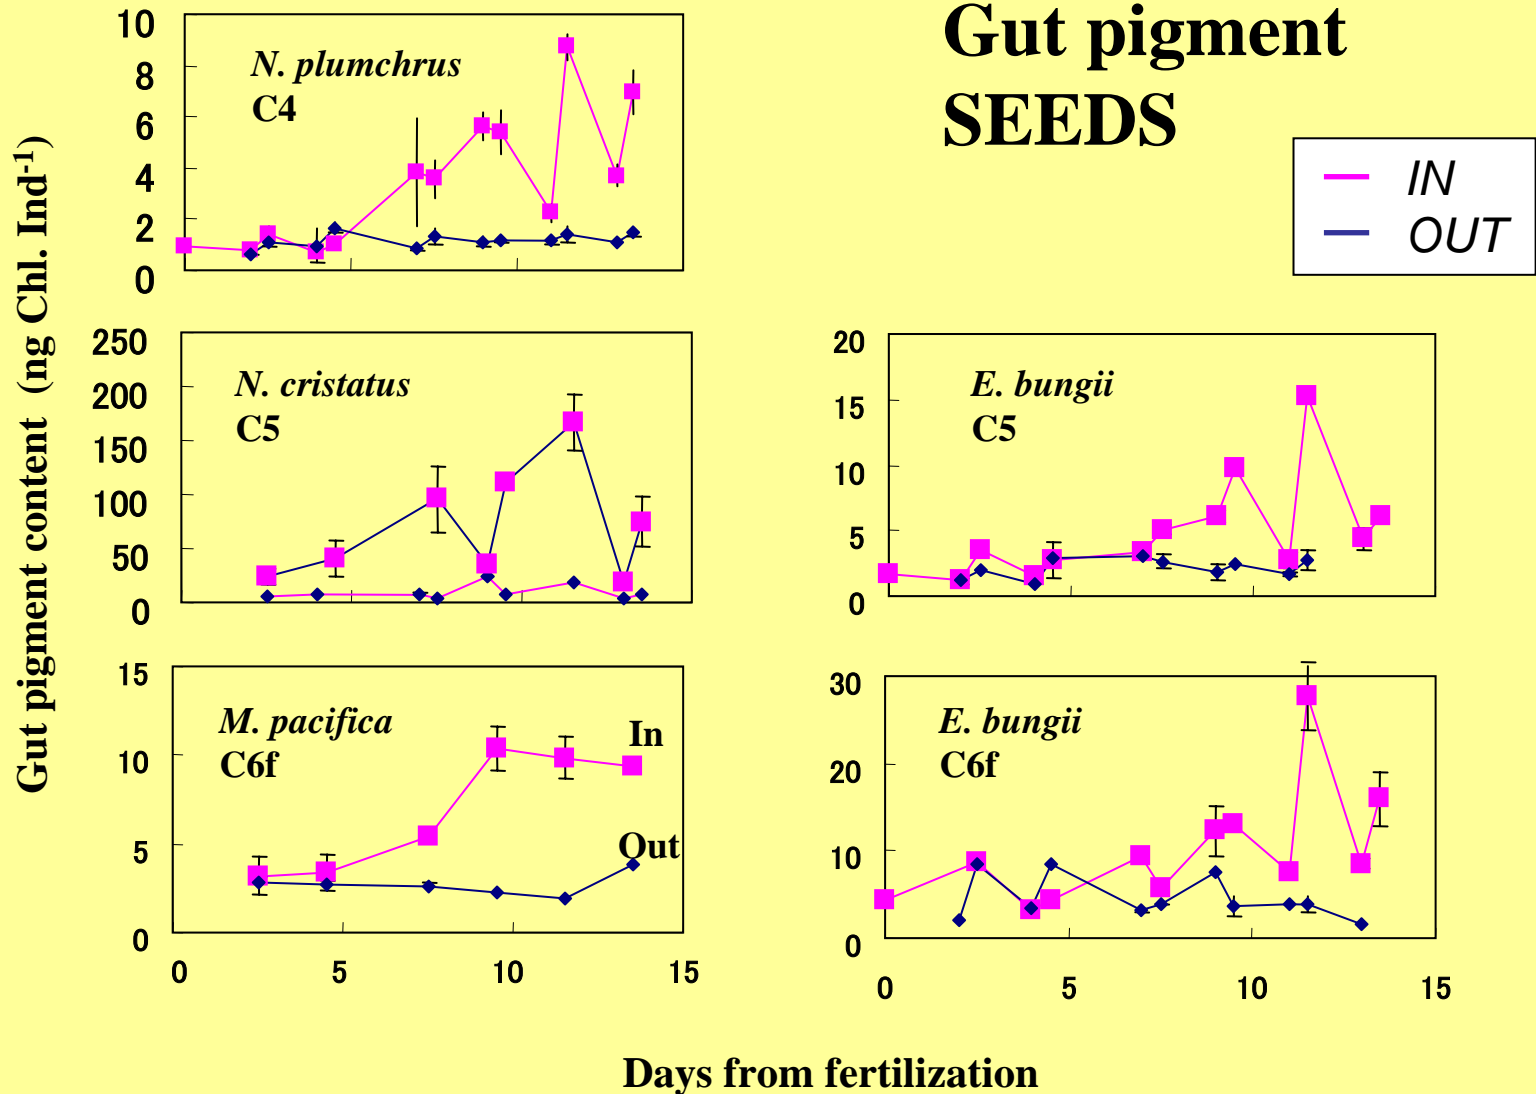 Gut pigment
SEEDS
IN
OUT
Gut pigment content (ng Chl. Ind-1)
10
8
6
4
2
0
N. plumchrus
C4
250
200
150
100
50
0
N. cristatus
C5
20
15
10
5
0
E. bungii
C5
15
10
5
0
M. pacifica
C6f
In
Out
0 5 10 15
30
20
10
0
E. bungii
C6f
0 5 10 15
Days from fertilization